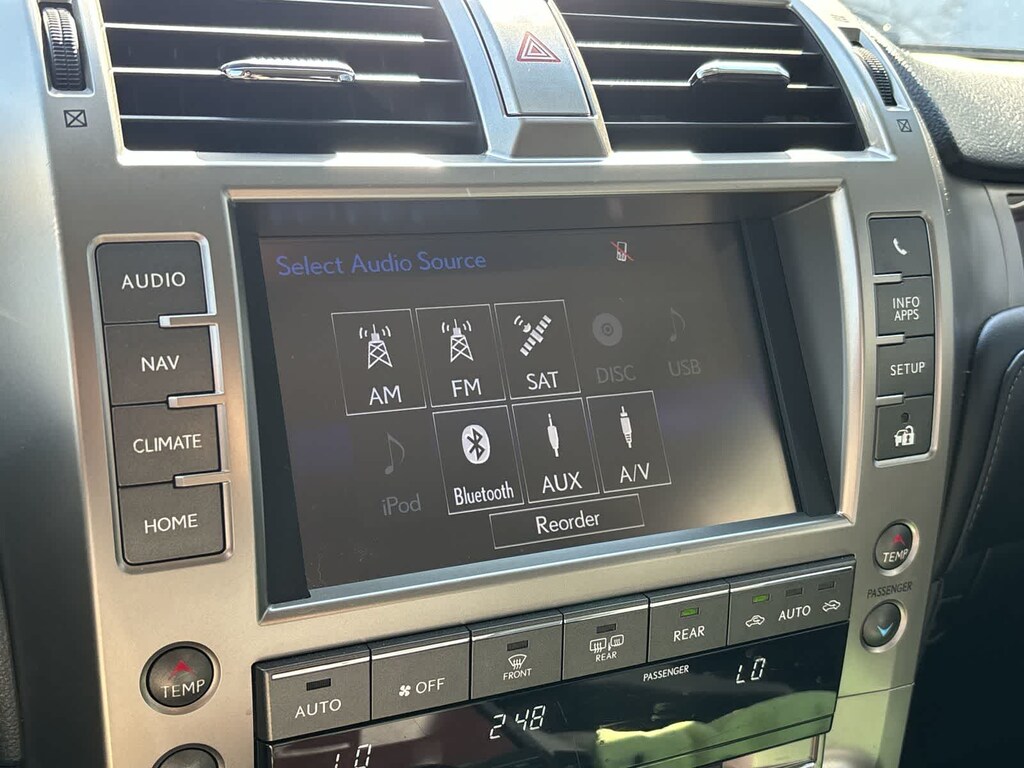 AUDIO
NAV
CLIMATE
HOME
Select Audio Source
AM
FM
SAT
DISC
USB
iPod
Bluetooth
AUX
A/V
Reorder
INFO
APPS
SETUP
TEMP
PASSENGER
TEMP
AUTO
OFF
FRONT
REAR
REAR
AUTO
PASSENGER
LO
2:48
LO